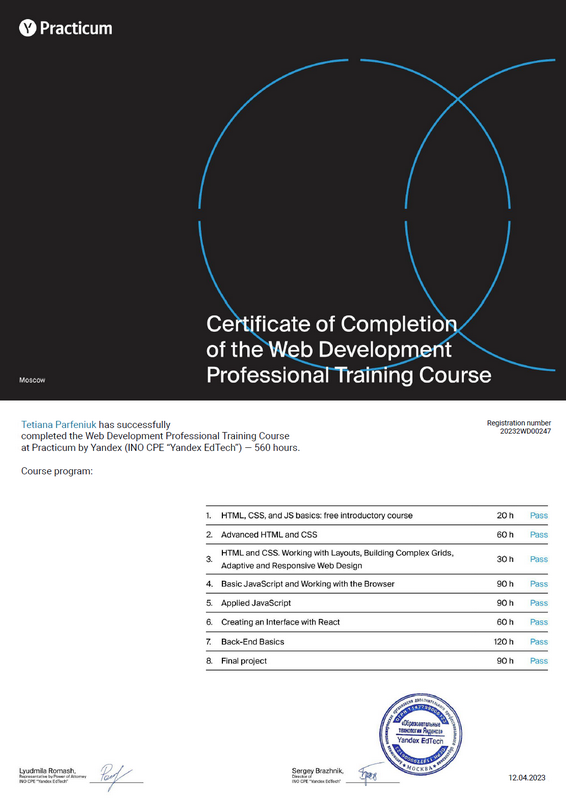 Practicum
Certificate of Completion
of the Web Development
Professional Training Course
Moscow
Tetiana Parfeniuk has successfully
completed the Web Development Professional Training Course
at Practicum by Yandex (INO CPE “Yandex EdTech”) — 560 hours.
Registration number
20232WD00247
Course program:
1. HTML, CSS, and JS basics: free introductory course 20 h Pass
2. Advanced HTML and CSS 60 h Pass
3. HTML and CSS. Working with Layouts, Building Complex Grids,
Adaptive and Responsive Web Design 30 h Pass
4. Basic JavaScript and Working with the Browser 90 h Pass
5. Applied JavaScript 90 h Pass
6. Creating an Interface with React 60 h Pass
7. Back-End Basics 120 h Pass
8. Final project 90 h Pass
«Образовательные
технологии Яндекса»
Yandex EdTech
МОСКВА
Lyudmila Romash,
Representative by Power of Attorney
INO CPE “Yandex EdTech”
Sergey Brazhnik,
Director of
INO CPE “Yandex EdTech”
12.04.2023